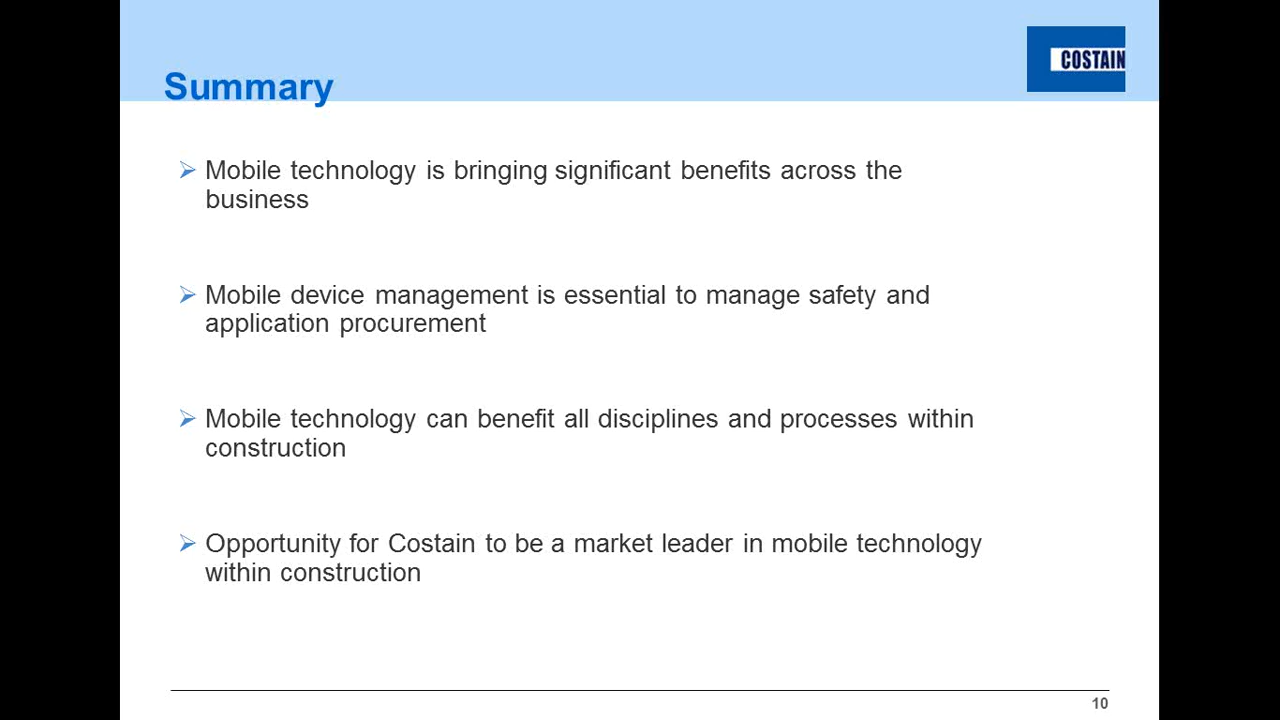 COSTAIN
Summary
Mobile technology is bringing significant benefits across the
business
Mobile device management is essential to manage safety and
application procurement
Mobile technology can benefit all disciplines and processes within
construction
Opportunity for Costain to be a market leader in mobile technology
within construction
10